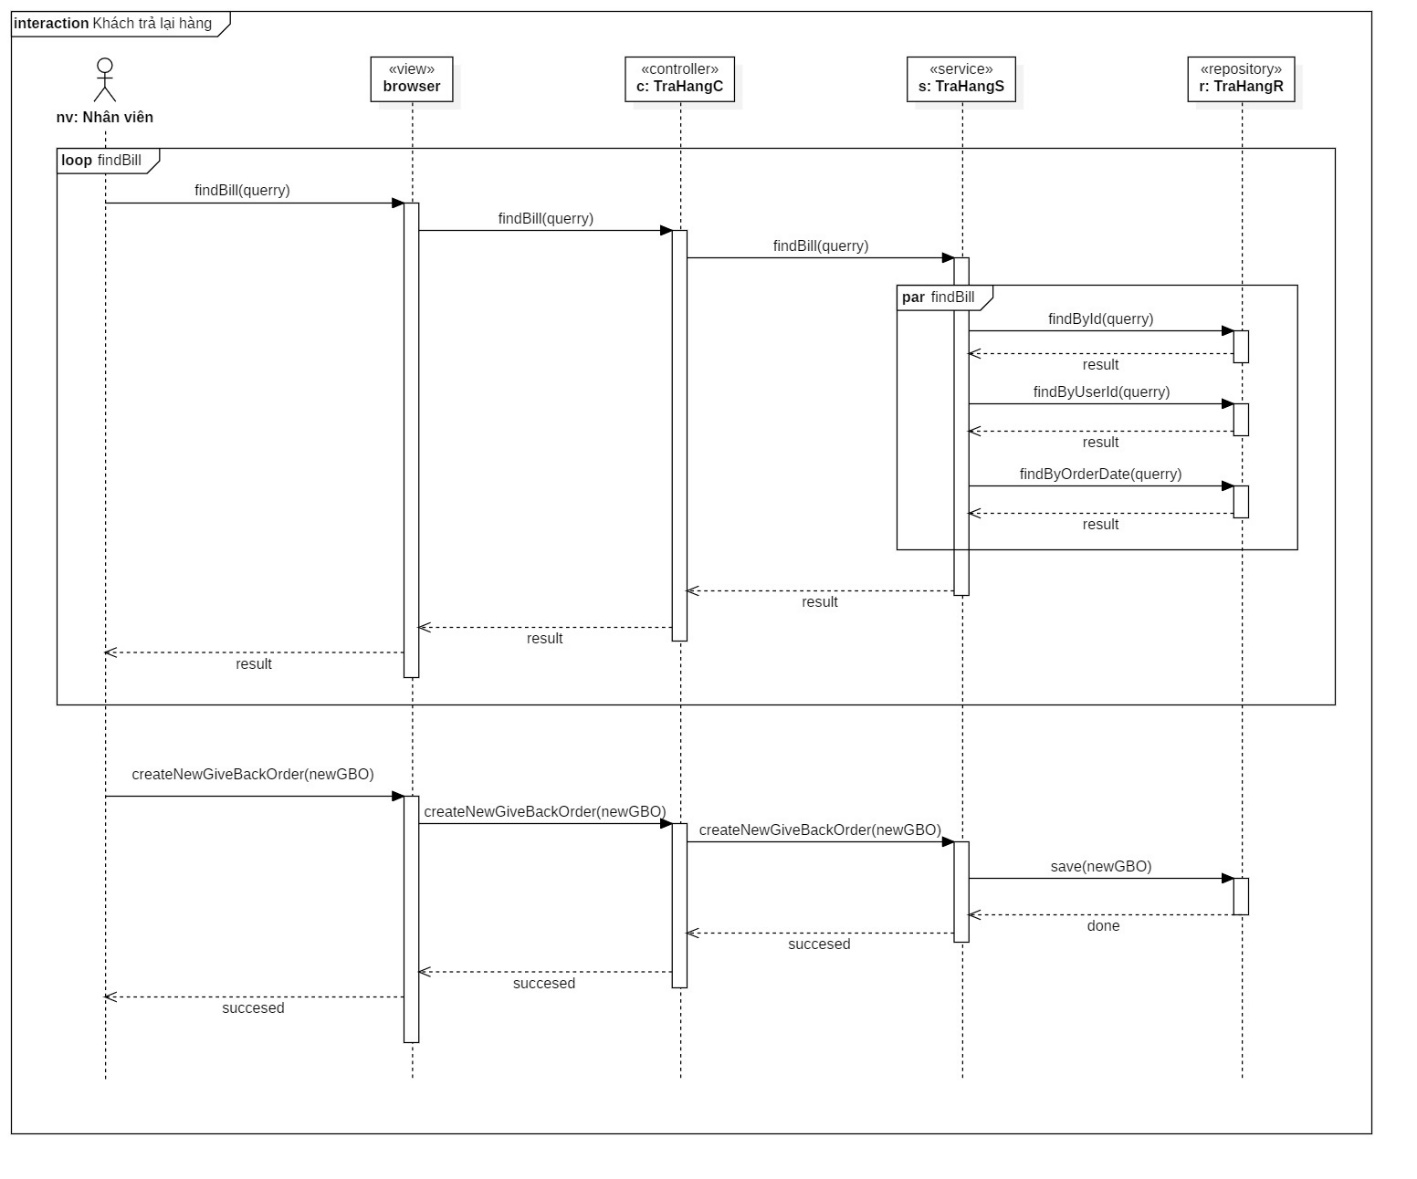 interaction Khách trả lại hàng
nv: Nhân viên
«view»
browser
«controller»
c: TraHangC
«service»
s: TraHangS
«repository»
r: TraHangR
loop findBill
findBill(querry)
findBill(querry)
findBill(querry)
par findBill
findById(querry)
result
findByUserId(querry)
result
findByOrderDate(querry)
result
result
result
result
createNewGiveBackOrder(newGBO)
createNewGiveBackOrder(newGBO)
createNewGiveBackOrder(newGBO)
save(newGBO)
done
succesed
succesed
succesed